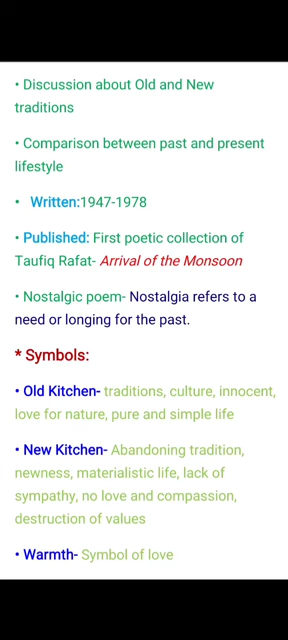 • Discussion about Old and New
traditions
• Comparison between past and present
lifestyle
• Written:1947-1978
• Published: First poetic collection of
Taufiq Rafat- Arrival of the Monsoon
• Nostalgic poem- Nostalgia refers to a
need or longing for the past.
* Symbols:
• Old Kitchen- traditions, culture, innocent,
love for nature, pure and simple life
• New Kitchen- Abandoning tradition,
newness, materialistic life, lack of
sympathy, no love and compassion,
destruction of values
• Warmth- Symbol of love